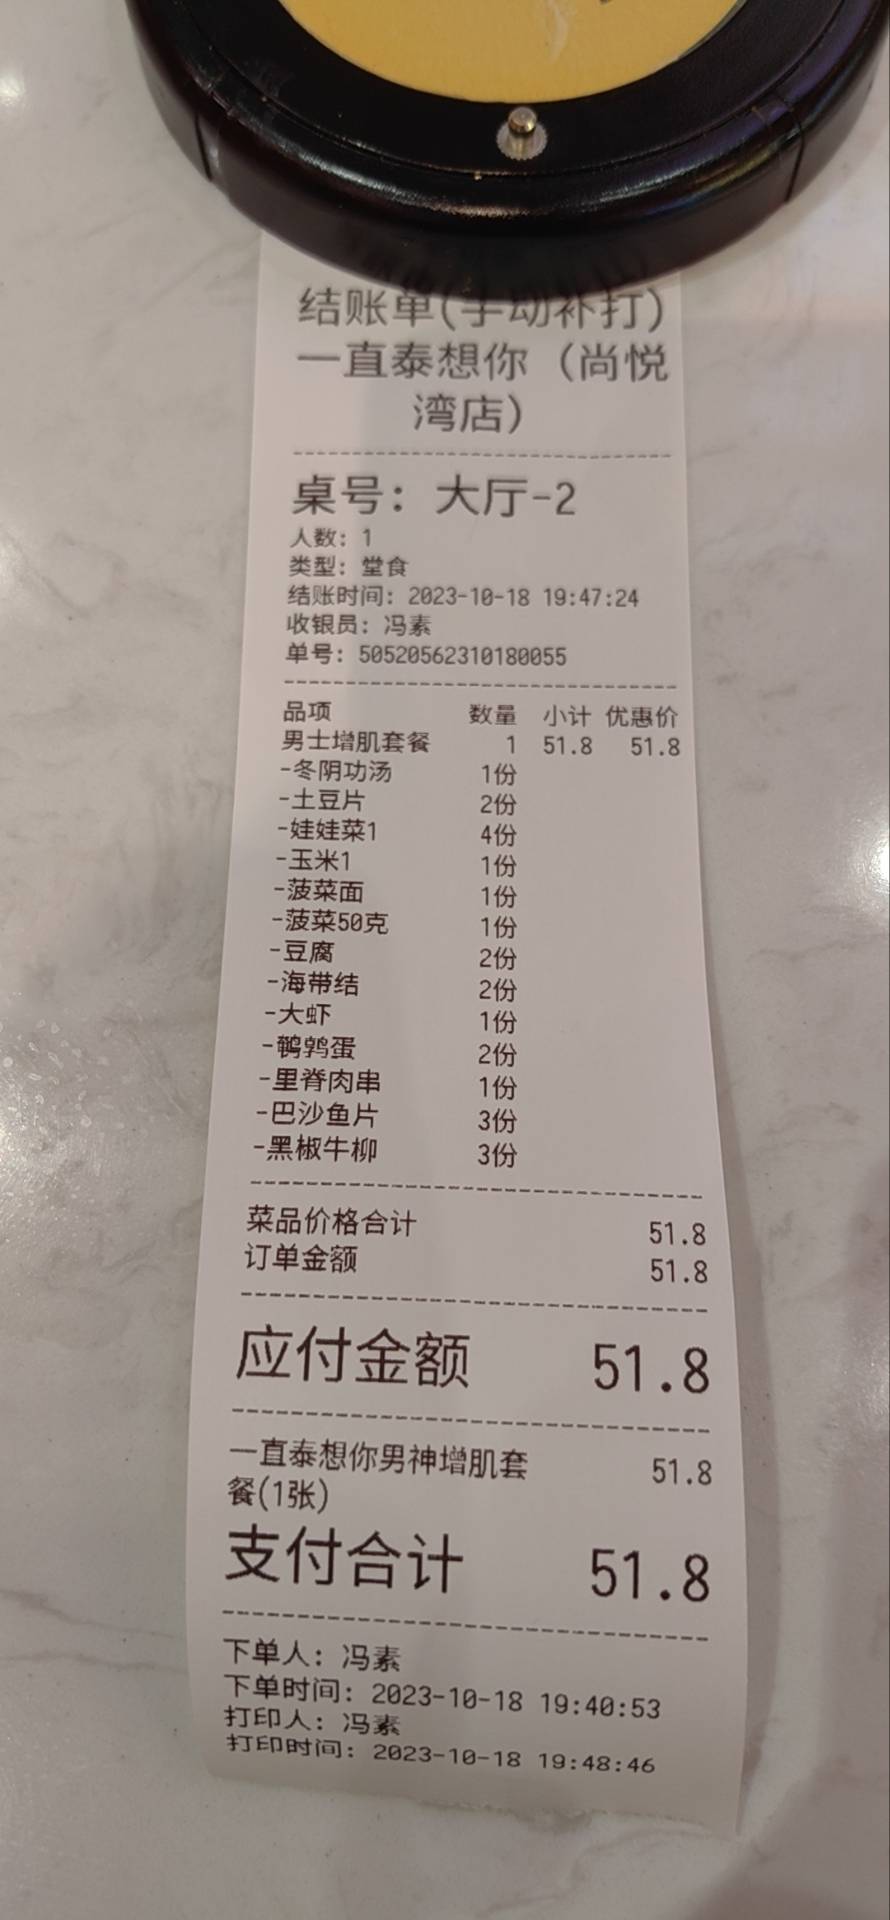 结账单(手动补打)
一直泰想你（尚悦
湾店）
桌号：大厅-2
人数：1
类型：堂食
结账时间：2023-10-18 19:47:24
收银员：冯素
单号：50520562310180055
品项 数量 小计 优惠价
男士增肌套餐 1 51.8 51.8
-冬阴功汤 1份
-土豆片 2份
-娃娃菜1 4份
-玉米1 1份
-菠菜面 1份
-菠菜50克 1份
-豆腐 2份
-海带结 2份
-大虾 1份
-鹌鹑蛋 2份
-里脊肉串 1份
-巴沙鱼片 3份
-黑椒牛柳 3份
菜品价格合计 51.8
订单金额 51.8
应付金额 51.8
一直泰想你男神增肌套 51.8
餐(1张)
支付合计 51.8
下单人：冯素
下单时间：2023-10-18 19:40:53
打印人：冯素
打印时间：2023-10-18 19:48:46